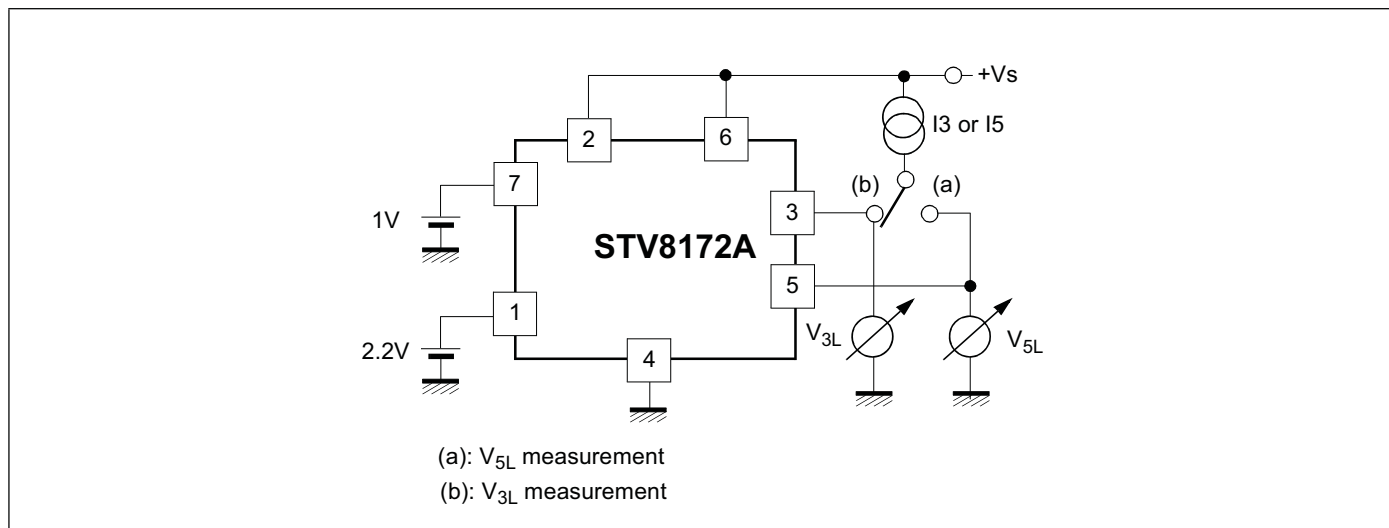 +Vs
I3 or I5
2
6
7
(b)
(a)
3
1V
STV8172A
5
1
V3L
V5L
2.2V
4
(a): V5L measurement
(b): V3L measurement